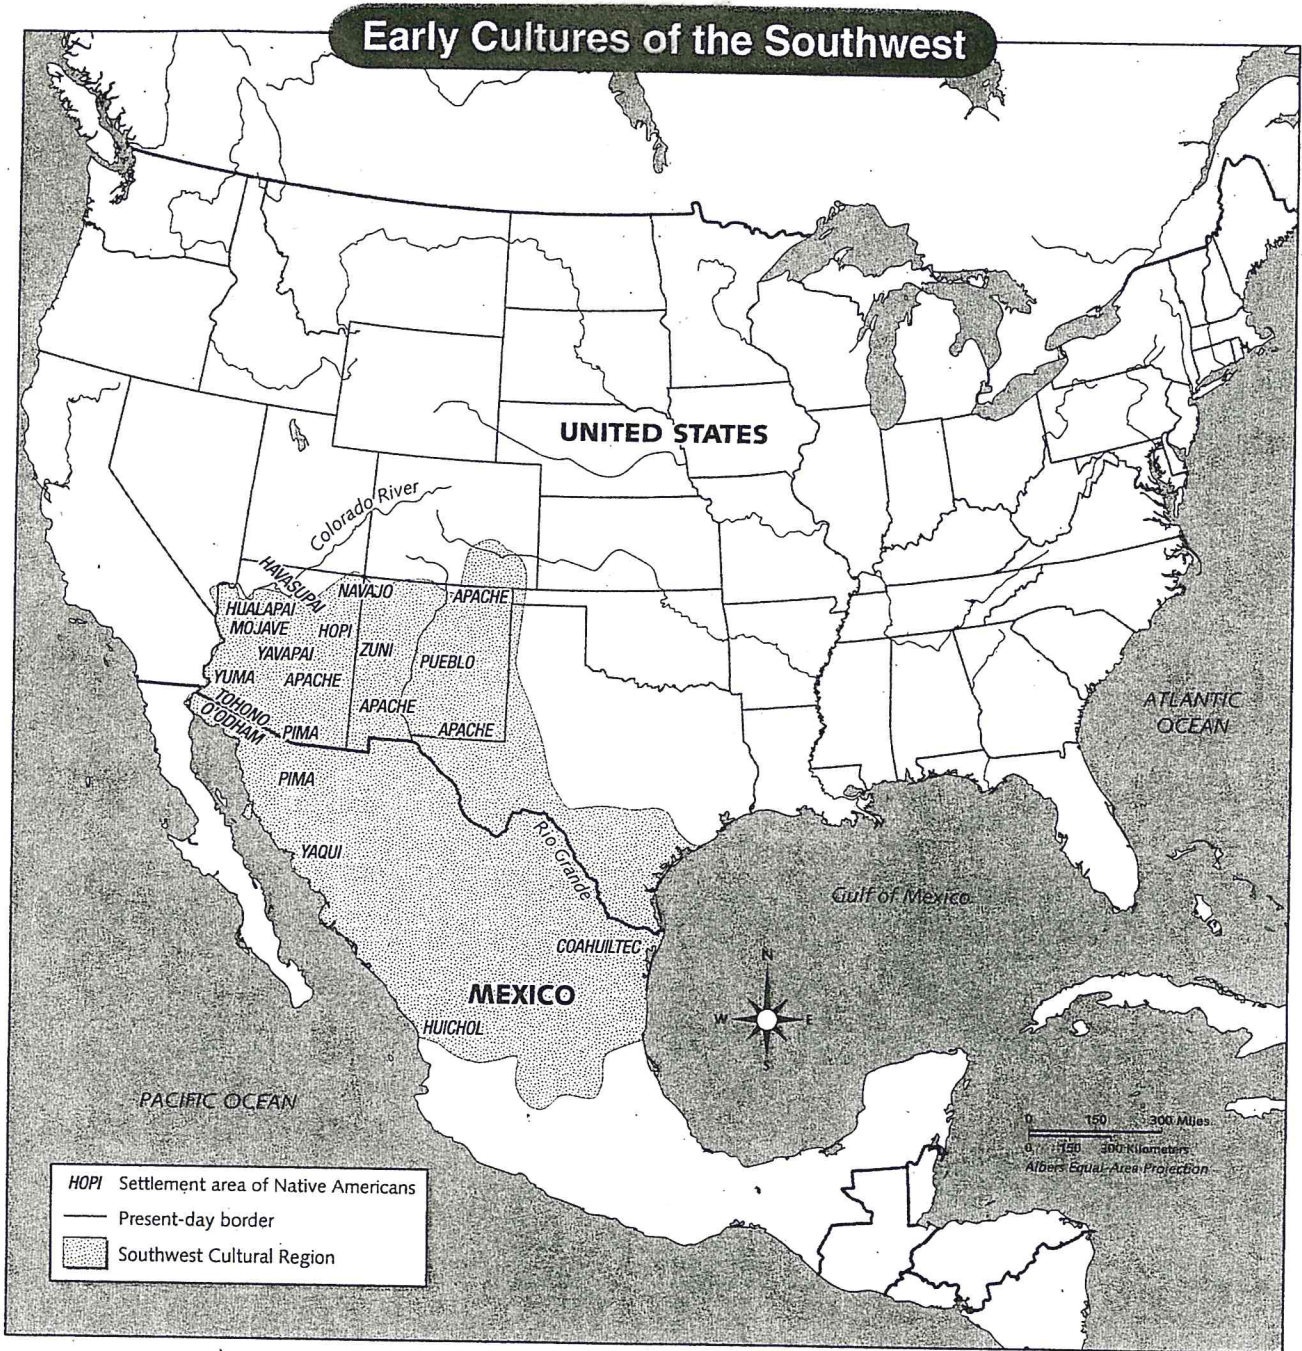 Early Cultures of the Southwest
UNITED STATES
Colorado River
HAVASUPAI
NAVAJO
APACHE
HUALAPAI
MOJAVE
HOPI
YAVAPAI
ZUNI
PUEBLO
YUMA
APACHE
TOHONO
O'ODHAM
APACHE
PIMA
APACHE
ATLANTIC
OCEAN
PIMA
YAQUI
Rio Grande
Gulf of Mexico
COAHUILTEC
N
MEXICO
W
E
HUICHOL
S
PACIFIC OCEAN
0 150 300 Miles
0 150 300 Kilometers
Albers Equal-Area Projection
HOPI Settlement area of Native Americans
Present-day border
Southwest Cultural Region